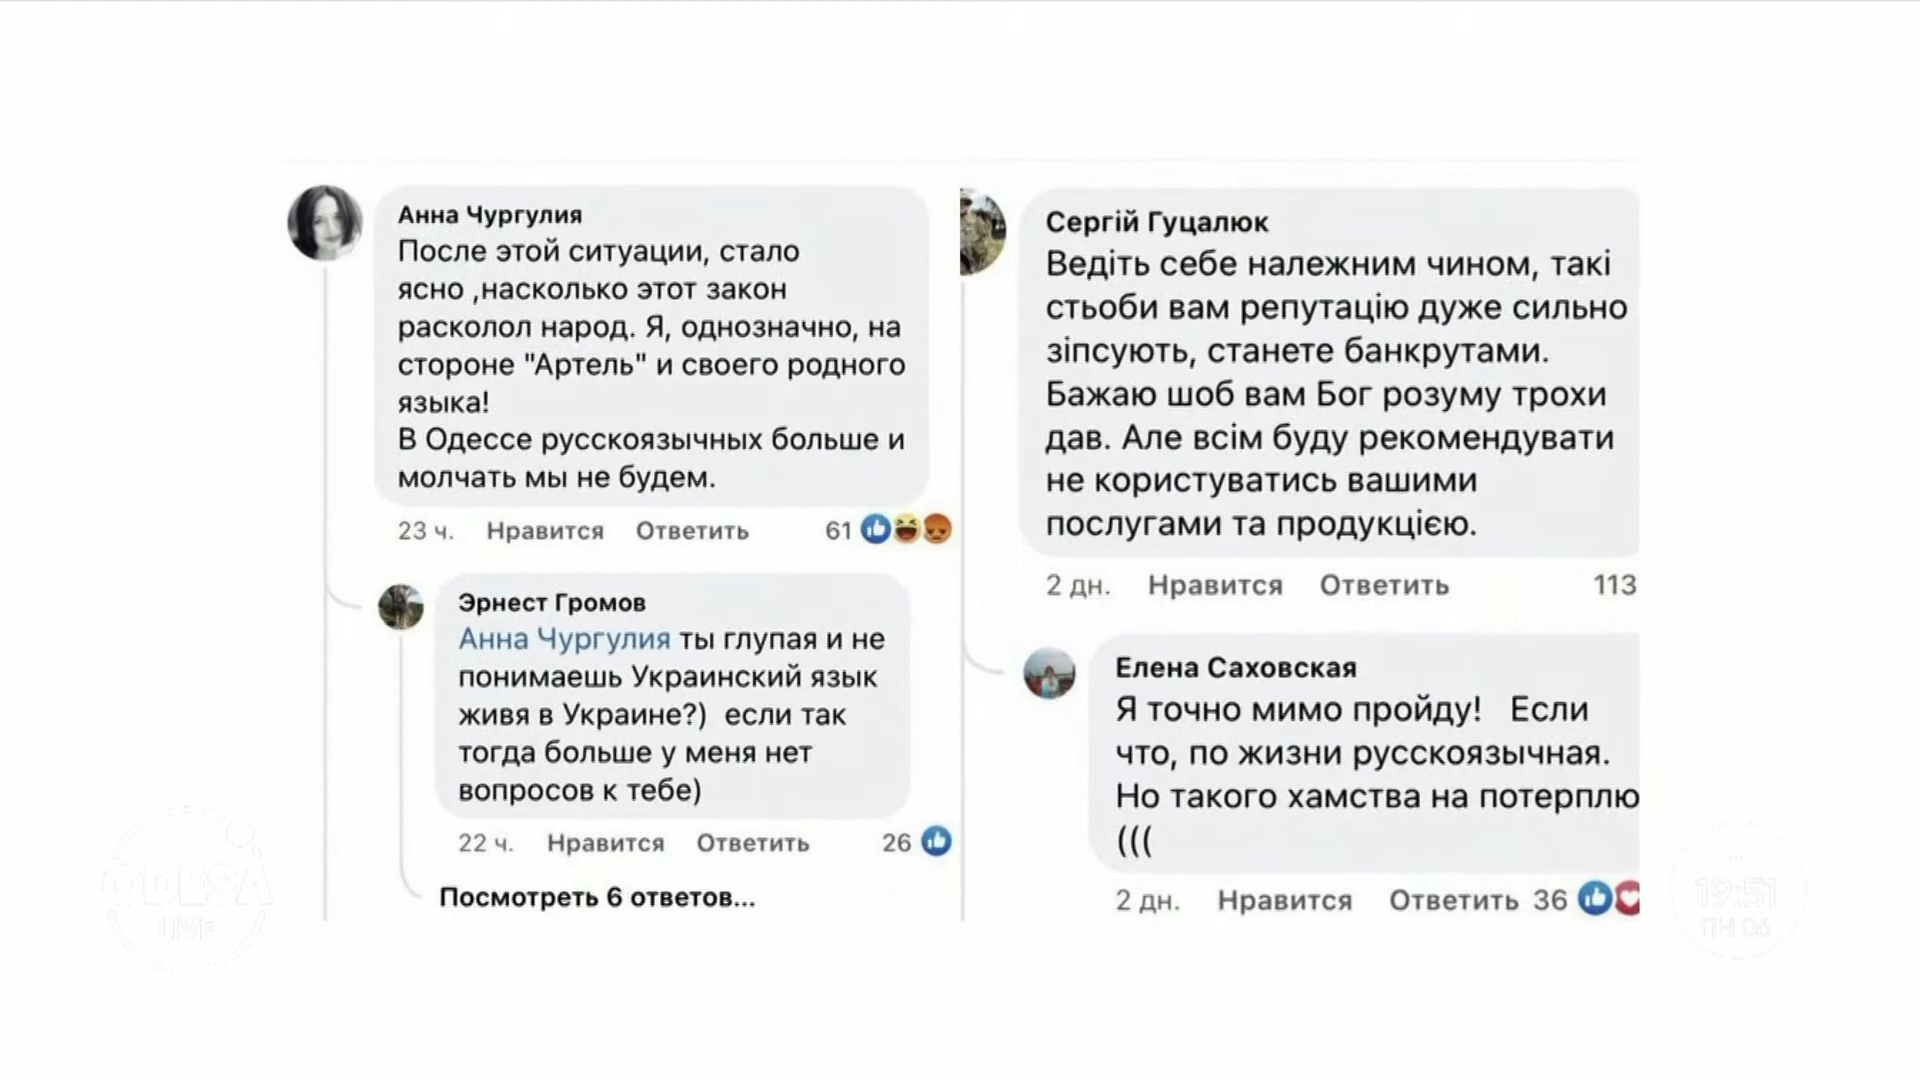 Анна Чургулия
После этой ситуации, стало
ясно ,насколько этот закон
расколол народ. Я, однозначно, на
стороне "Артель" и своего родного
языка!
В Одессе русскоязычных больше и
молчать мы не будем.
23 ч. Нравится Ответить 61
Эрнест Громов
Анна Чургулия ты глупая и не
понимаешь Украинский язык
живя в Украине?) если так
тогда больше у меня нет
вопросов к тебе)
22 ч. Нравится Ответить 26
Посмотреть 6 ответов...
Сергій Гуцалюк
Ведіть себе належним чином, такі
стьоби вам репутацію дуже сильно
зіпсують, станете банкрутами.
Бажаю шоб вам Бог розуму трохи
дав. Але всім буду рекомендувати
не користуватись вашими
послугами та продукцією.
2 дн. Нравится Ответить 113
Елена Саховская
Я точно мимо пройду! Если
что, по жизни русскоязычная.
Но такого хамства на потерплю
(((
2 дн. Нравится Ответить 36
ODESA
LIVE
19:51
ПН 06